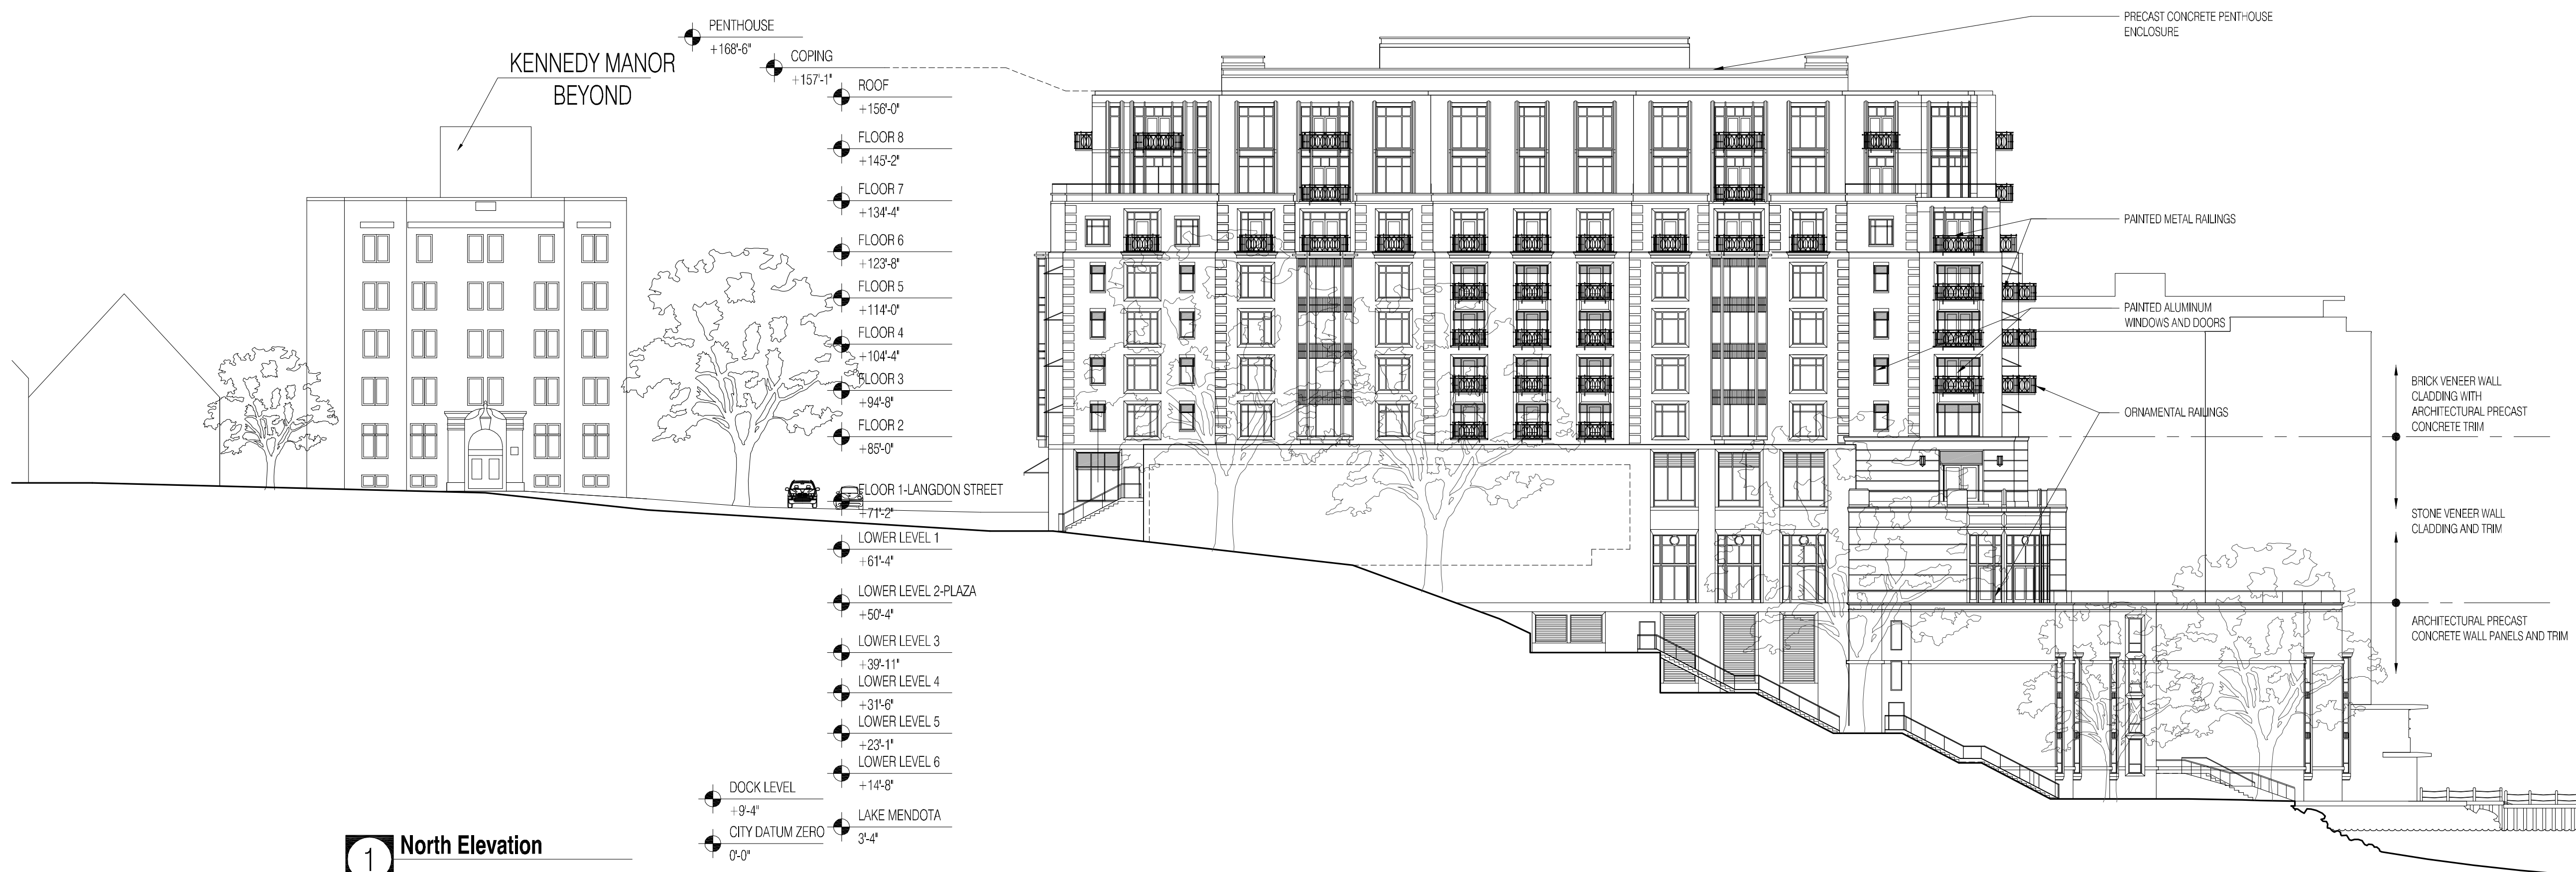 PENTHOUSE
+168'-6"
COPING
+157'-1"
KENNEDY MANOR
BEYOND
ROOF
+156'-0"
FLOOR 8
+145'-2"
FLOOR 7
+134'-4"
FLOOR 6
+123'-8"
FLOOR 5
+114'-0"
FLOOR 4
+104'-4"
FLOOR 3
+94'-8"
FLOOR 2
+85'-0"
FLOOR 1-LANGDON STREET
+71'-2"
LOWER LEVEL 1
+61'-4"
LOWER LEVEL 2-PLAZA
+50'-4"
LOWER LEVEL 3
+39'-11"
LOWER LEVEL 4
+31'-6"
LOWER LEVEL 5
+23'-1"
LOWER LEVEL 6
+14'-8"
DOCK LEVEL
+9'-4"
LAKE MENDOTA
3'-4"
CITY DATUM ZERO
0'-0"
1
North Elevation
PRECAST CONCRETE PENTHOUSE
ENCLOSURE
PAINTED METAL RAILINGS
PAINTED ALUMINUM
WINDOWS AND DOORS
ORNAMENTAL RAILINGS
BRICK VENEER WALL
CLADDING WITH
ARCHITECTURAL PRECAST
CONCRETE TRIM
STONE VENEER WALL
CLADDING AND TRIM
ARCHITECTURAL PRECAST
CONCRETE WALL PANELS AND TRIM